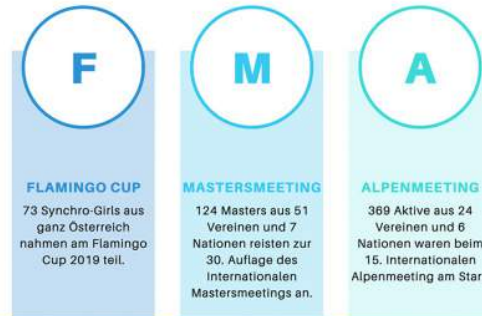 F
FLAMINGO CUP
73 Synchro-Girls aus
ganz Österreich
nahmen am Flamingo
Cup 2019 teil.
M
MASTERSMEETING
124 Masters aus 51
Vereinen und 7
Nationen reisten zur
30. Auflage des
Internationalen
Mastersmeetings an.
A
ALPENMEETING
369 Aktive aus 24
Vereinen und 6
Nationen waren beim
15. Internationalen
Alpenmeeting am Star